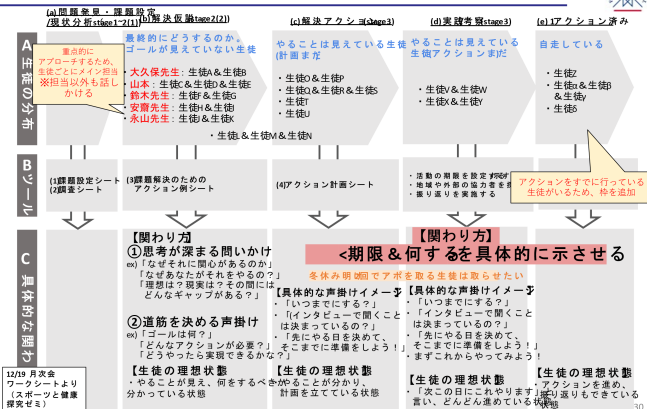 (a)問題発見・課題設定
/現状分析stage1~2(1)
(b)解決仮説stage2(2))
(c)解決アクションstage3)
(d)実践考察stage3)
(e)1アクション済み
A 生徒の分布
重点的に
アプローチするため、
生徒ごとにメイン担当
※担当以外も話し
かける
最終的にどうするのか。
ゴールが見えていない生徒
・大久保先生：生徒A&生徒B
・山本：生徒C&生徒D&生徒E
・鈴木先生：生徒F&生徒G
・安齋先生：生徒H&生徒I
・永山先生：生徒J&生徒K
・生徒L&生徒M&生徒N
やることは見えている生徒
(計画まだ
・生徒O&生徒P
・生徒Q&生徒R&生徒S
・生徒T
・生徒U
やることは見えている
生徒(アクションまだ
・生徒V&生徒W
・生徒X&生徒Y
自走している
・生徒Z
・生徒α&生徒β
&生徒γ
・生徒δ
アクションをすでに行っている
生徒がいるため、枠を追加
B ツール
(1)課題設定シート
(2)調査シート
(3)課題解決のための
アクション例シート
(4)アクション計画シート
・活動の期限を設定
・地域や外部の協力者を
・振り返りを実施する
C 具体的な関わ
【関わり方】
①思考が深まる問いかけ
ex)「なぜそれに関心があるのか」
「なぜあなたがそれをやるの？」
「理想は？現実は？その間には
どんなギャップがある？」
②道筋を決める声掛け
ex)「ゴールは何？」
「どんなアクションが必要？」
「どうやったら実現できるかな？」
【生徒の理想状態】
・やることが見え、何をするべきか
分かっている状態
【関わり方】
<期限&何するを具体的に示させる
冬休み明け1回でアポを取る生徒は取らせたい
【具体的な声掛けイメージ】
・「いつまでにする？」
・「(インタビューで聞くこと
は決まっているの？」
・「先にやる日を決めて、
そこまでに準備をしよう！」
【生徒の理想状態】
・やることが分かり、
計画を立てている状態
【具体的な声掛けイメージ】
・「いつまでにする？」
・「インタビューで聞くこと
は決まっているの？」
・「先にやる日を決めて、
そこまでに準備をしよう！」
・まずこれからやってみよう！
【生徒の理想状態】
・「次この日にこれやります」と
言い、どんどん進めている状態
【生徒の理想状態】
・アクションを進め、
振り返りもできている
状態
12/19 月次会
ワークシートより
(スポーツと健康
探究ゼミ)
30